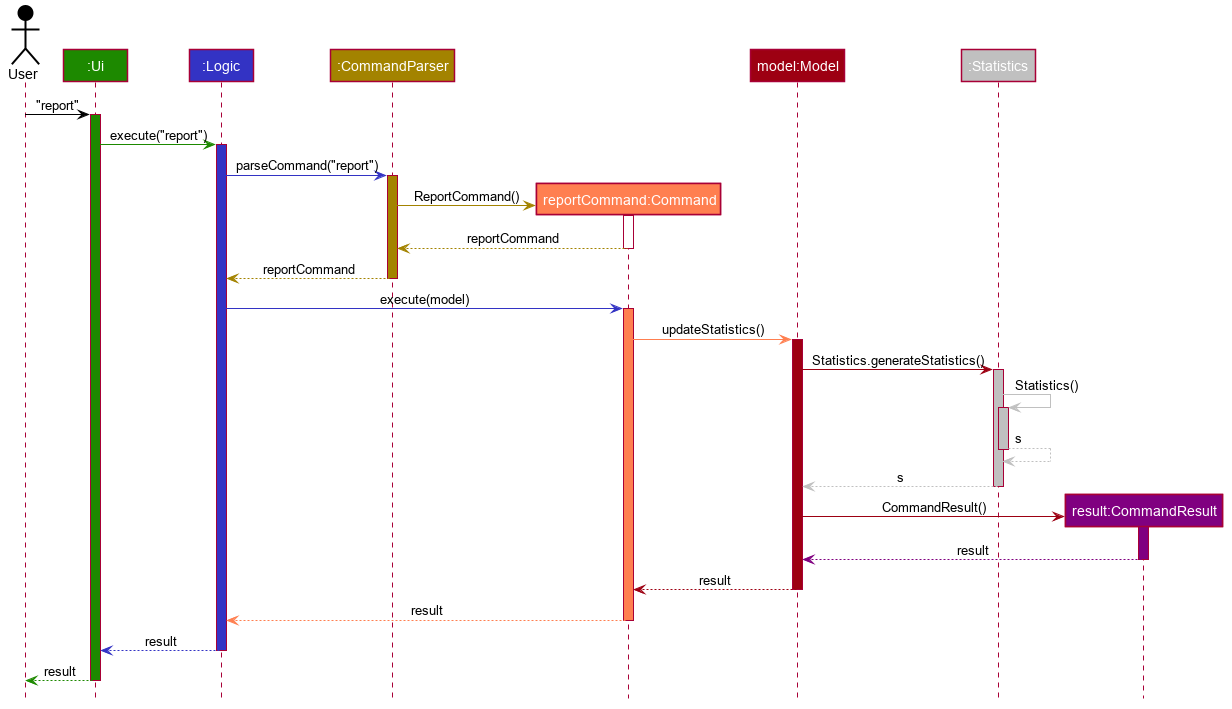 User
:Ui
:Logic
:CommandParser
model:Model
:Statistics
"report"
execute("report")
parseCommand("report")
ReportCommand()
reportCommand:Command
reportCommand
reportCommand
execute(model)
updateStatistics()
Statistics.generateStatistics()
Statistics()
s
s
CommandResult()
result:CommandResult
result
result
result
result
result